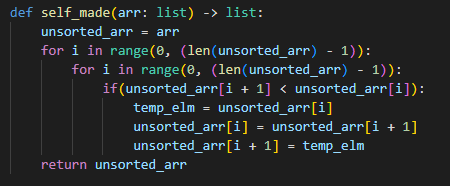 def self_made(arr: list) -> list:
    unsorted_arr = arr
    for i in range(0, (len(unsorted_arr) - 1)):
        for i in range(0, (len(unsorted_arr) - 1)):
            if(unsorted_arr[i + 1] < unsorted_arr[i]):
                temp_elm = unsorted_arr[i]
                unsorted_arr[i] = unsorted_arr[i + 1]
                unsorted_arr[i + 1] = temp_elm
    return unsorted_arr